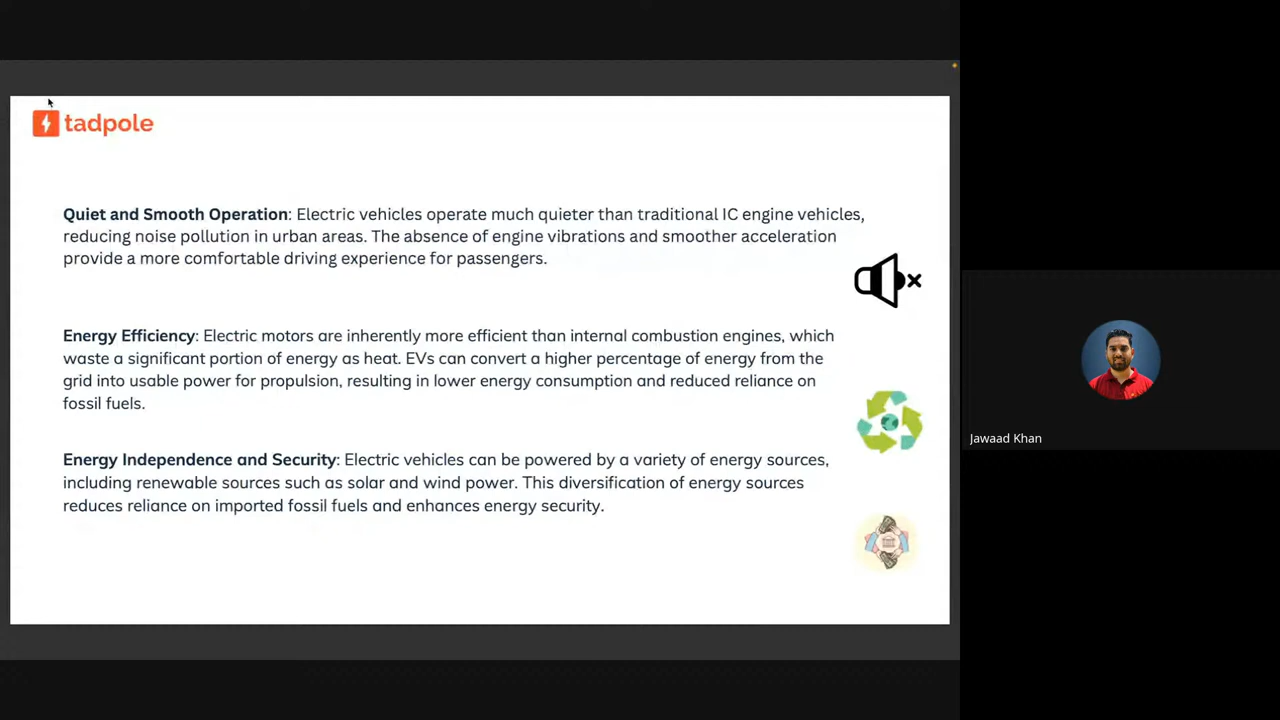 tadpole
Quiet and Smooth Operation: Electric vehicles operate much quieter than traditional IC engine vehicles,
reducing noise pollution in urban areas. The absence of engine vibrations and smoother acceleration
provide a more comfortable driving experience for passengers.
Energy Efficiency: Electric motors are inherently more efficient than internal combustion engines, which
waste a significant portion of energy as heat. EVs can convert a higher percentage of energy from the
grid into usable power for propulsion, resulting in lower energy consumption and reduced reliance on
fossil fuels.
Energy Independence and Security: Electric vehicles can be powered by a variety of energy sources,
including renewable sources such as solar and wind power. This diversification of energy sources
reduces reliance on imported fossil fuels and enhances energy security.
Jawaad Khan